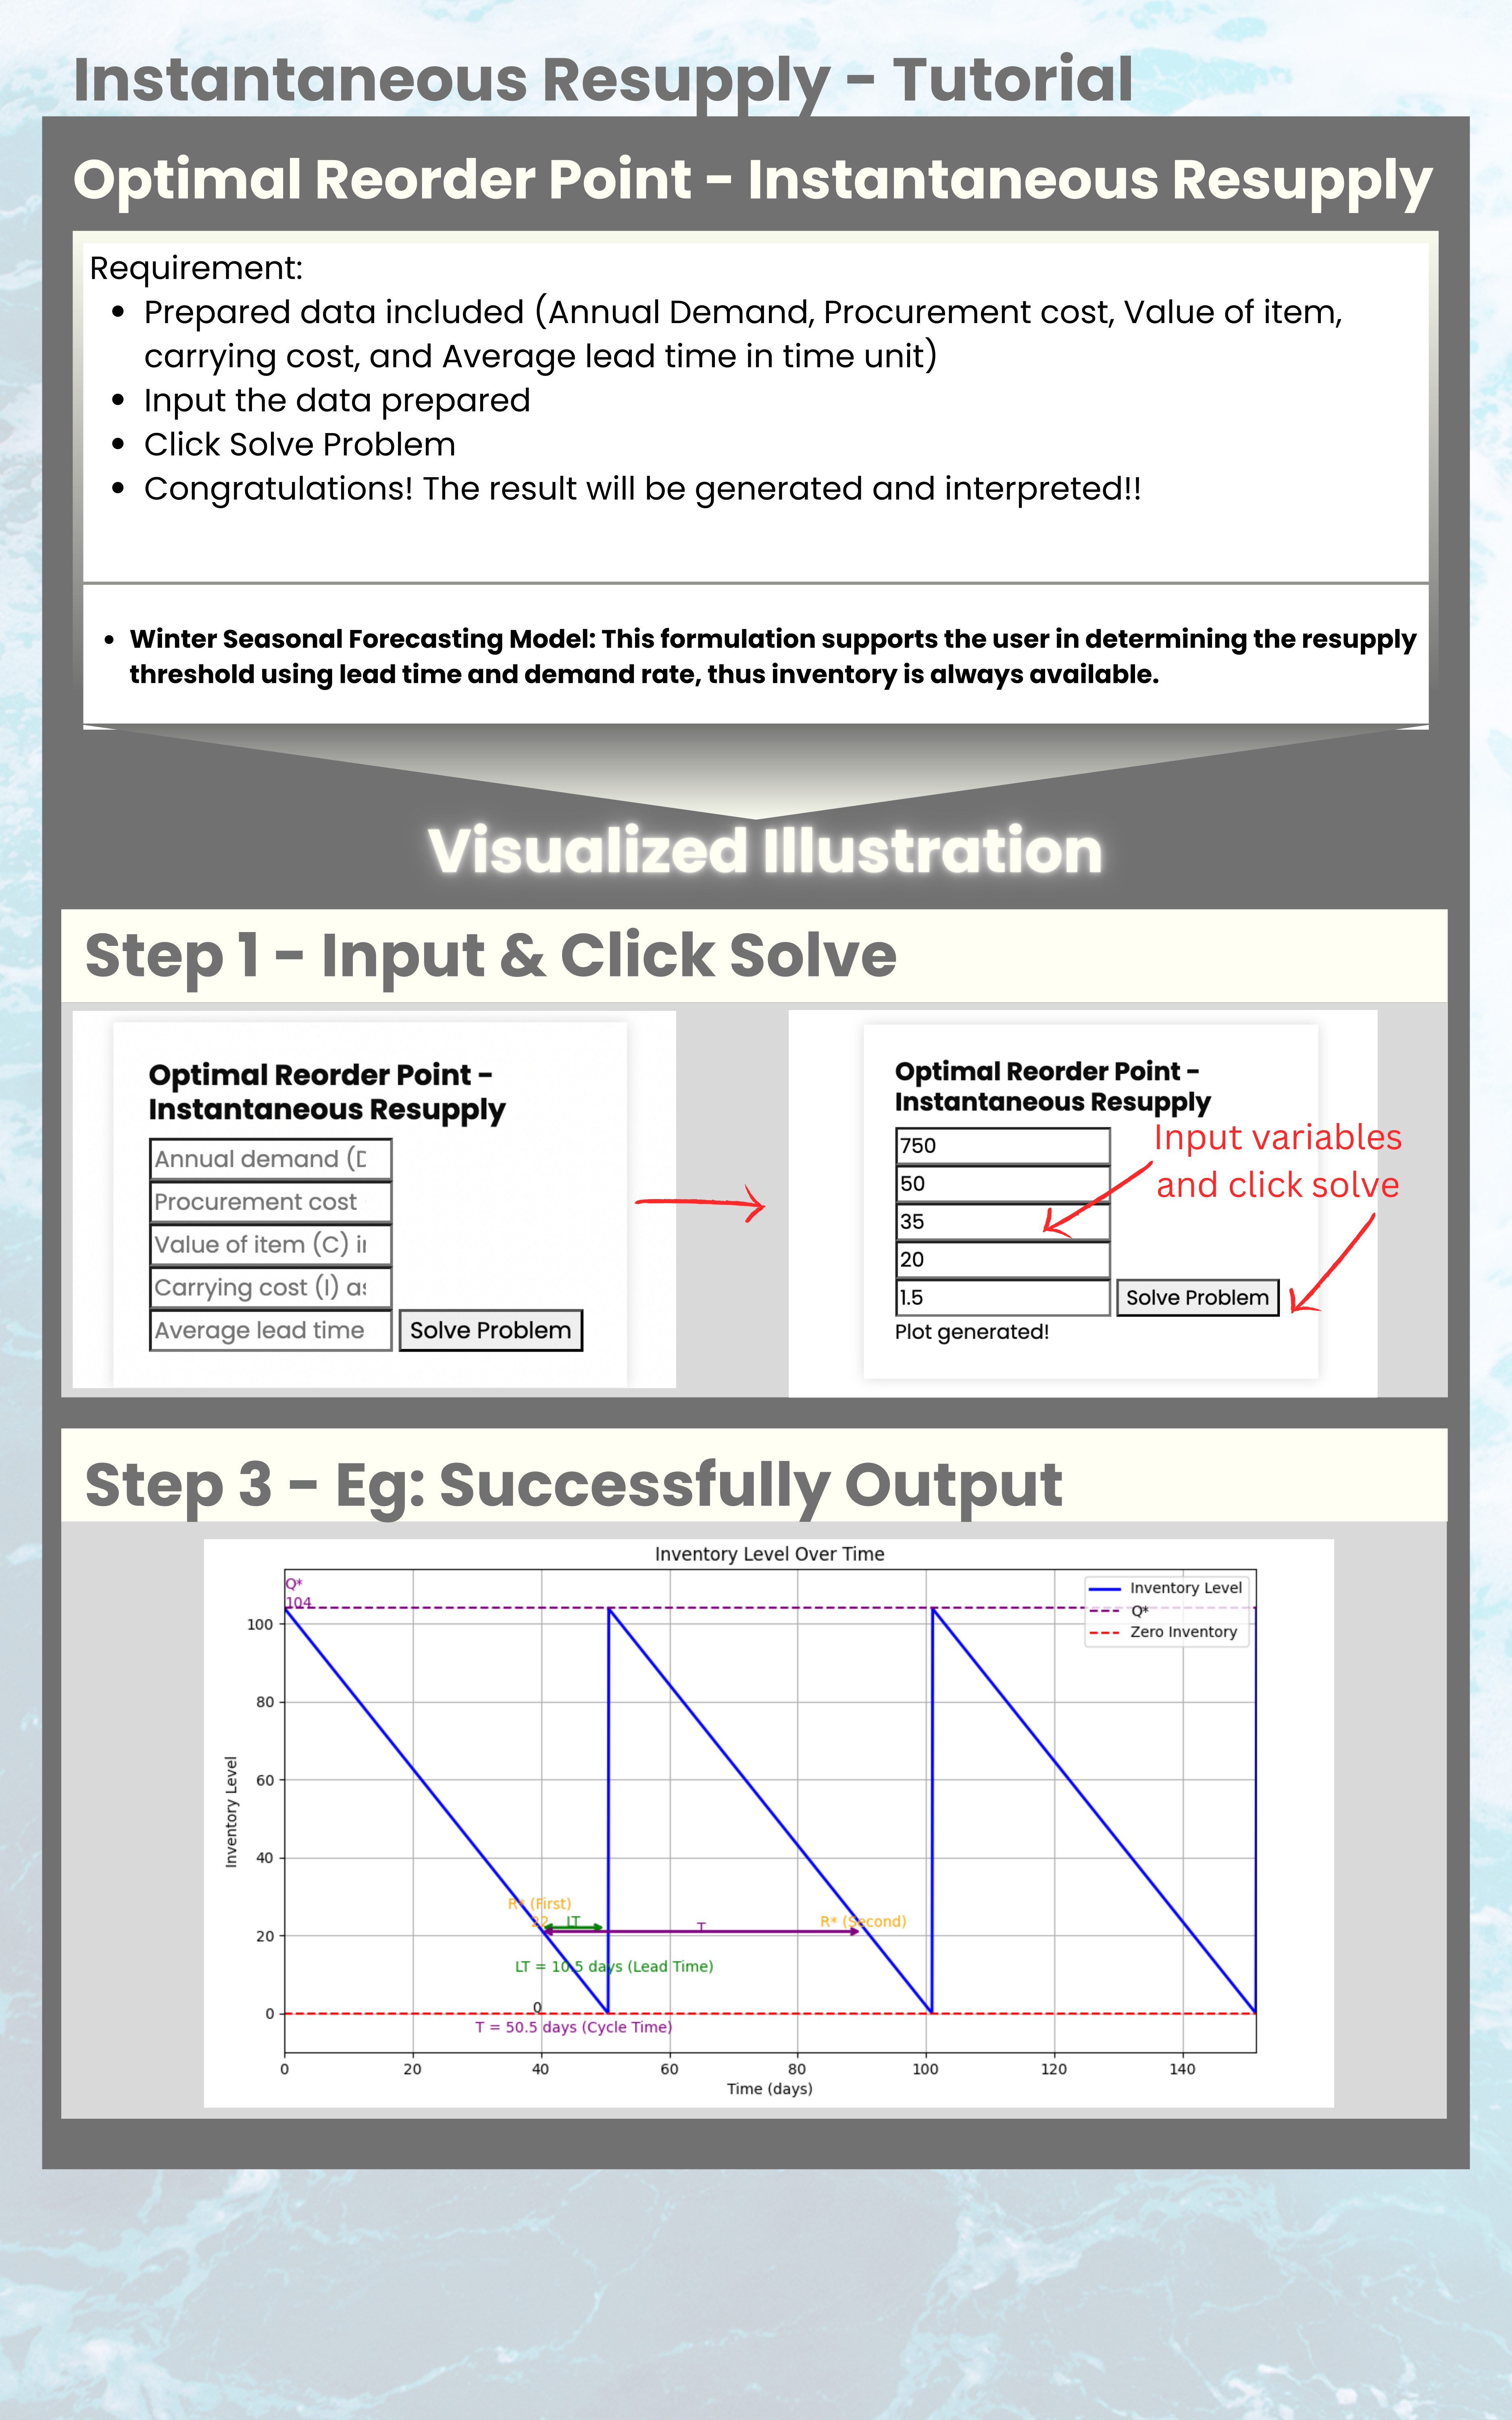 Instantaneous Resupply - Tutorial
Optimal Reorder Point - Instantaneous Resupply
Requirement:
• Prepared data included (Annual Demand, Procurement cost, Value of item,
carrying cost, and Average lead time in time unit)
• Input the data prepared
• Click Solve Problem
• Congratulations! The result will be generated and interpreted!!
• Winter Seasonal Forecasting Model: This formulation supports the user in determining the resupply
threshold using lead time and demand rate, thus inventory is always available.
Visualized Illustration
Step 1 - Input & Click Solve
Optimal Reorder Point -
Instantaneous Resupply
Annual demand (D
Procurement cost
Value of item (C) in
Carrying cost (I) as
Average lead time
Solve Problem
Optimal Reorder Point -
Instantaneous Resupply
750
50
35
20
1.5
Solve Problem
Plot generated!
Input variables
and click solve
Step 3 - Eg: Successfully Output
Inventory Level Over Time
Q*
104
Inventory Level
Q*
Zero Inventory
100
80
60
40
20
0
Inventory Level
R* (First)
22
LT
T
R* (Second)
LT = 10.5 days (Lead Time)
0
T = 50.5 days (Cycle Time)
0
20
40
60
80
100
120
140
Time (days)